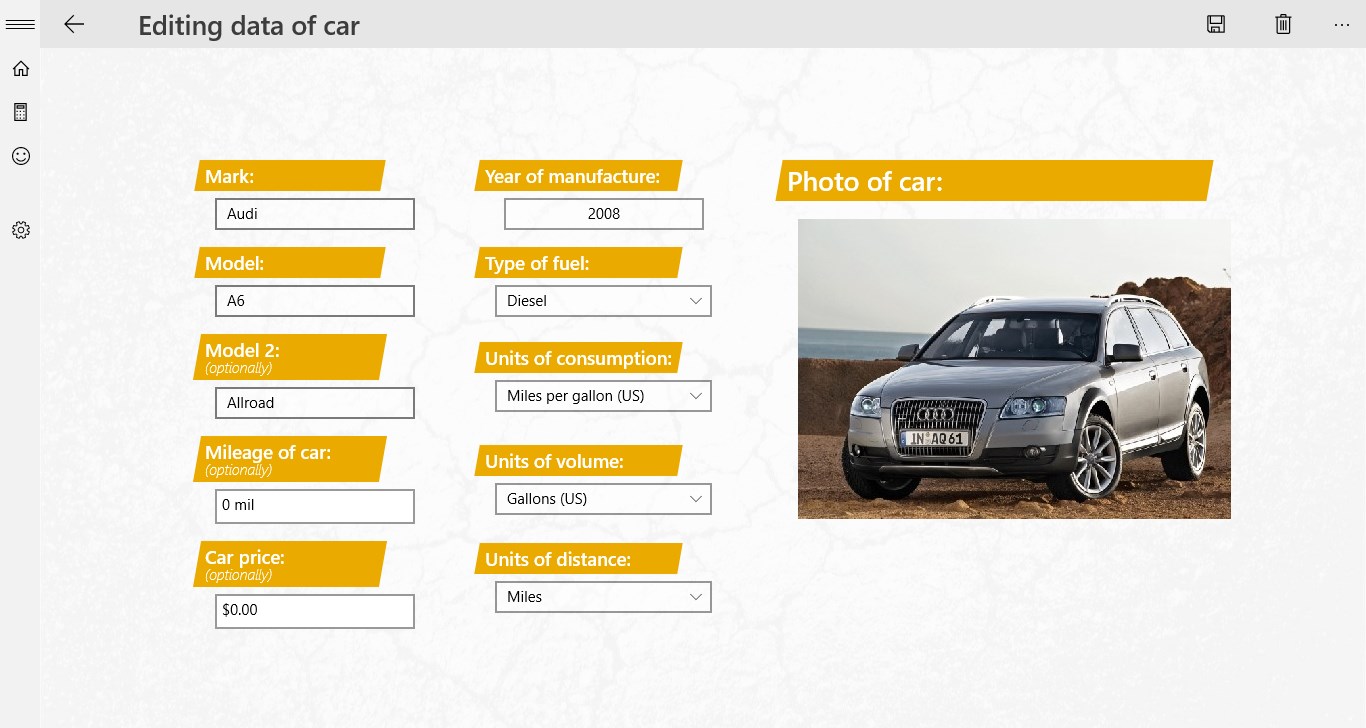 Editing data of car
Mark:
Audi
Model:
A6
Model 2:
(optionally)
Allroad
Mileage of car:
(optionally)
0 mil
Car price:
(optionally)
$0.00
Year of manufacture:
2008
Type of fuel:
Diesel
Units of consumption:
Miles per gallon (US)
Units of volume:
Gallons (US)
Units of distance:
Miles
Photo of car:
IN AQ 61